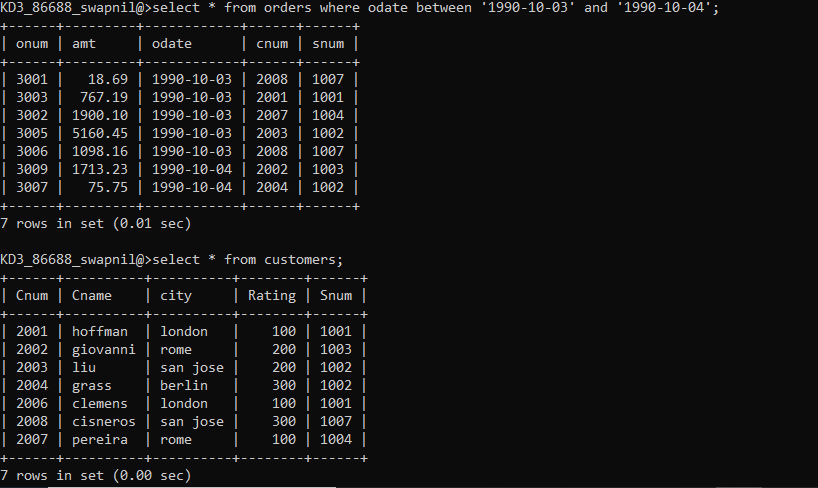 KD3_86688_swapnil@>select * from orders where odate between '1990-10-03' and '1990-10-04';
+------+---------+------------+------+------+
| onum | amt     | odate      | cnum | snum |
+------+---------+------------+------+------+
| 3001 |   18.69 | 1990-10-03 | 2008 | 1007 |
| 3003 |  767.19 | 1990-10-03 | 2001 | 1001 |
| 3002 | 1900.10 | 1990-10-03 | 2007 | 1004 |
| 3005 | 5160.45 | 1990-10-03 | 2003 | 1002 |
| 3006 | 1098.16 | 1990-10-03 | 2008 | 1007 |
| 3009 | 1713.23 | 1990-10-04 | 2002 | 1003 |
| 3007 |   75.75 | 1990-10-04 | 2004 | 1002 |
+------+---------+------------+------+------+
7 rows in set (0.01 sec)

KD3_86688_swapnil@>select * from customers;
+------+----------+----------+--------+------+
| Cnum | Cname    | city     | Rating | Snum |
+------+----------+----------+--------+------+
| 2001 | hoffman  | london   |    100 | 1001 |
| 2002 | giovanni | rome     |    200 | 1003 |
| 2003 | liu      | san jose |    200 | 1002 |
| 2004 | grass    | berlin   |    300 | 1002 |
| 2006 | clemens  | london   |    100 | 1001 |
| 2008 | cisneros | san jose |    300 | 1007 |
| 2007 | pereira  | rome     |    100 | 1004 |
+------+----------+----------+--------+------+
7 rows in set (0.00 sec)